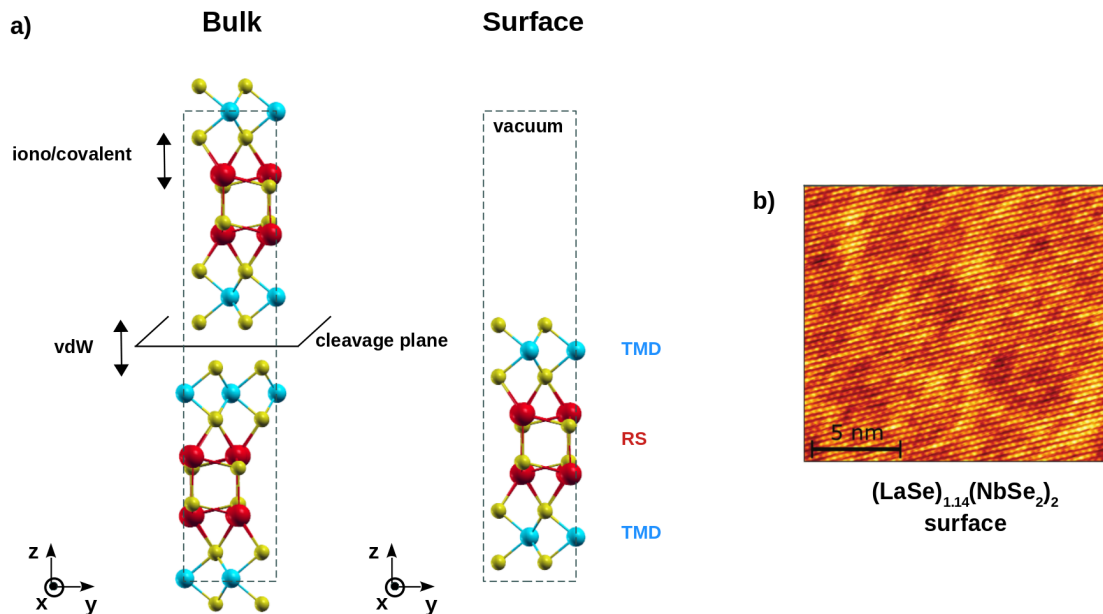 a)
Bulk
Surface
vacuum
iono/covalent
vdW
cleavage plane
TMD
RS
TMD
z
x
y
z
x
y
b)
5 nm
(LaSe)1.14(NbSe2)2
surface